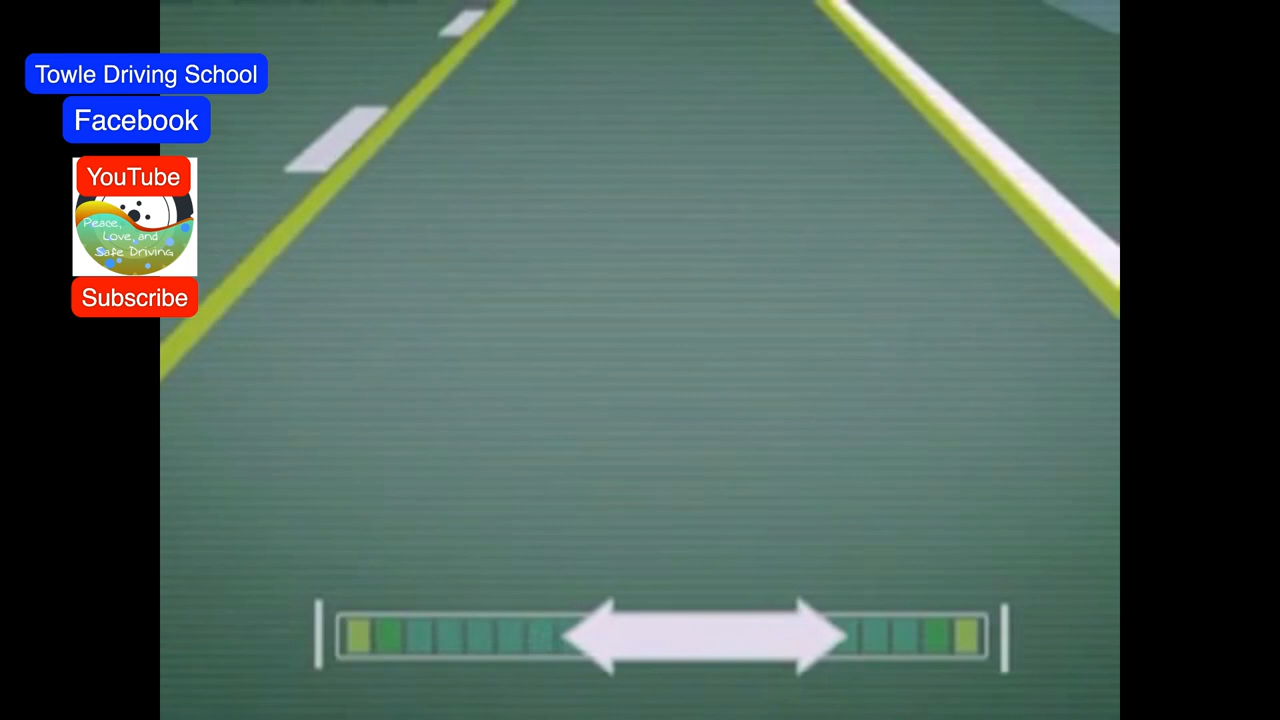 Towle Driving School
Facebook
YouTube
Peace,
Love, and
Safe Driving
Subscribe